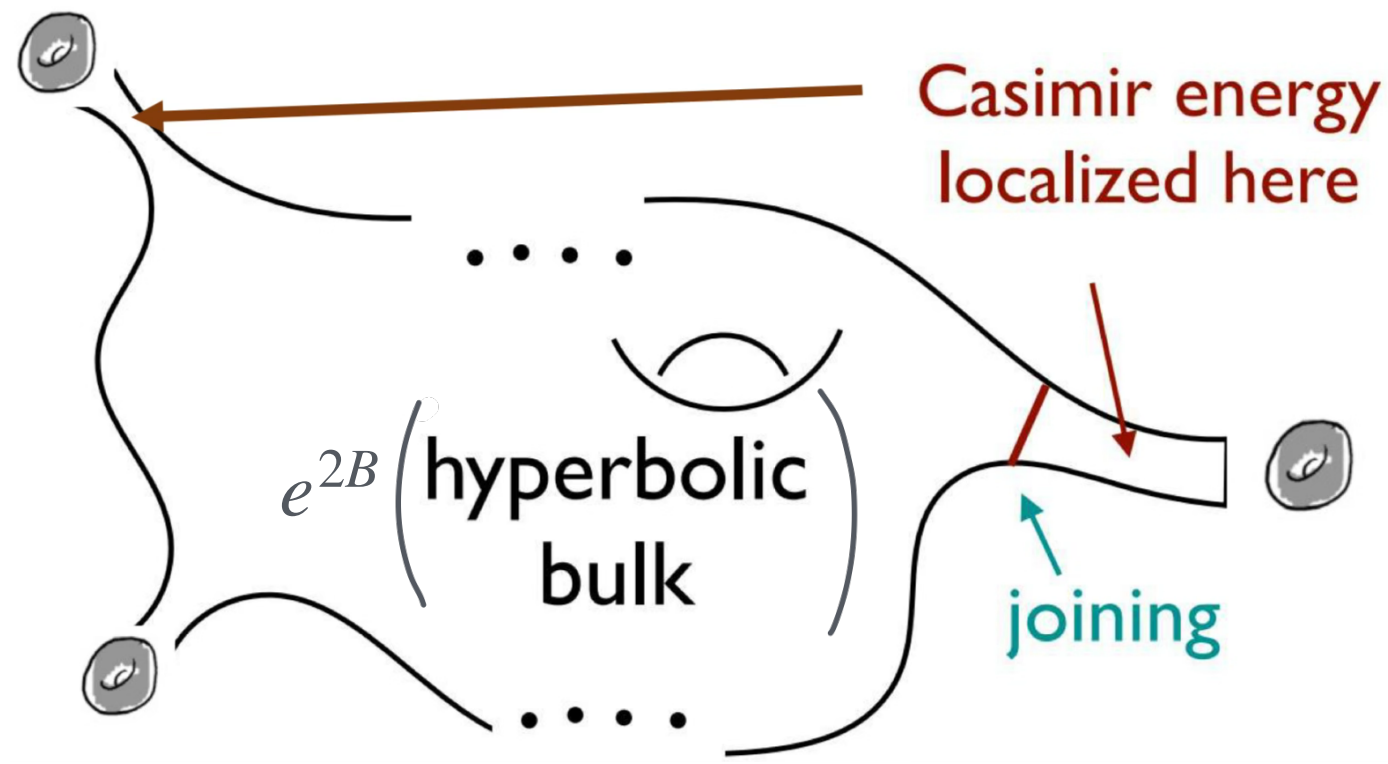 Casimir energy
localized here
e^{2B} ( hyperbolic
bulk )
joining